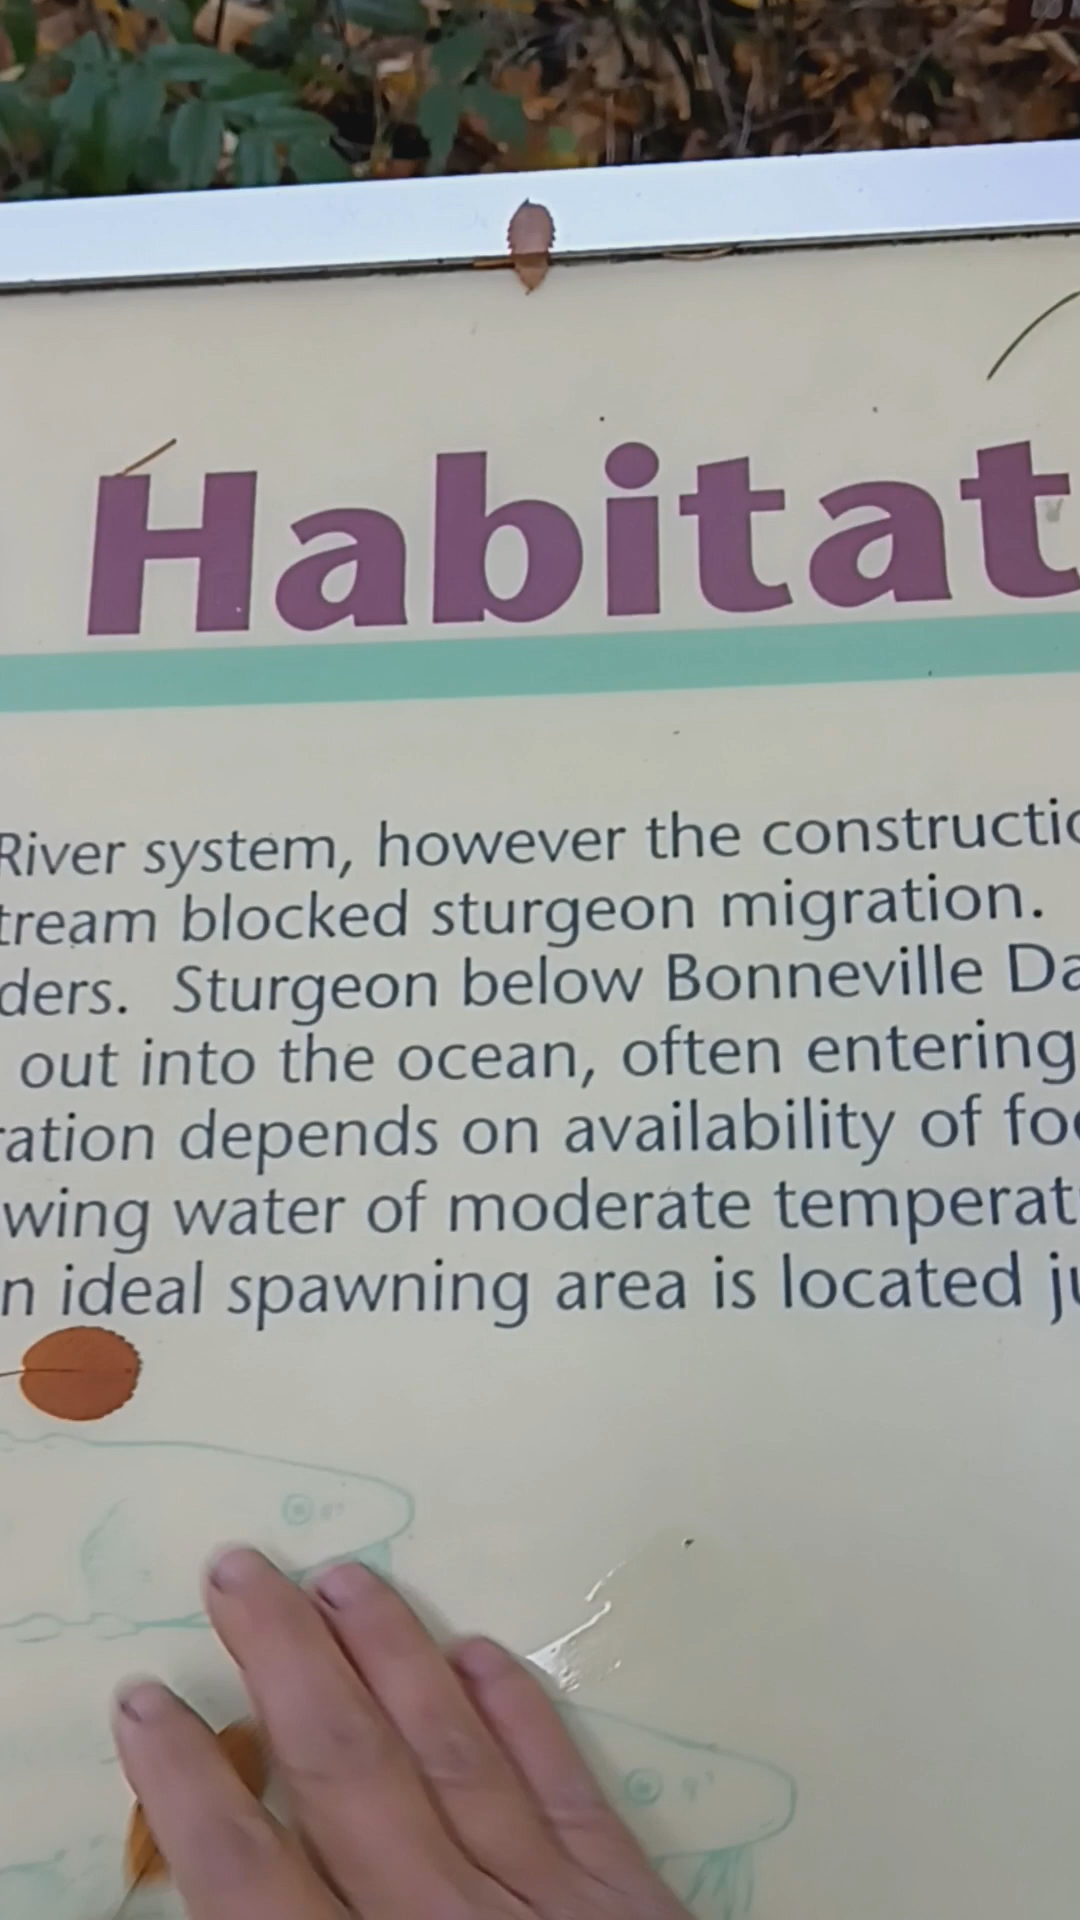 Habitat
River system, however the constructio
tream blocked sturgeon migration.
ders. Sturgeon below Bonneville Da
out into the ocean, often entering
ration depends on availability of foo
wing water of moderate temperat
n ideal spawning area is located ju